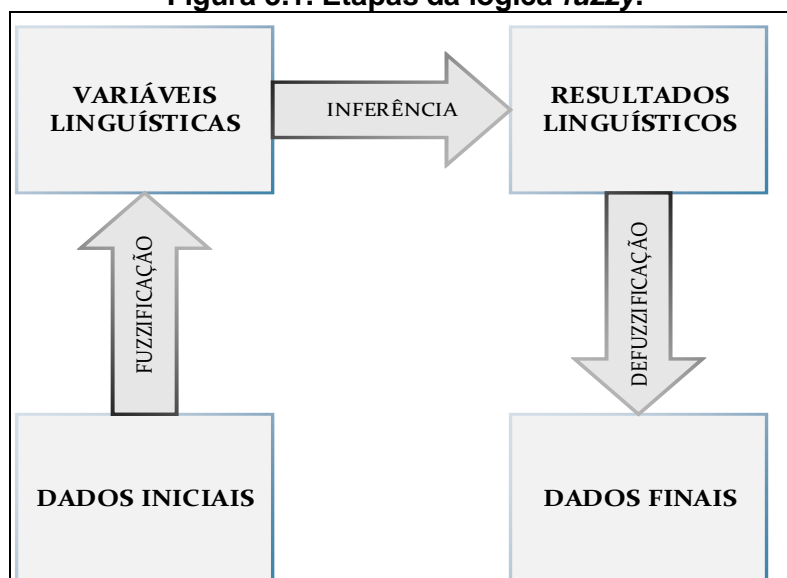 Figura 3.1: Etapas da lógica fuzzy.
VARIÁVEIS
LINGUÍSTICAS
INFERÊNCIA
RESULTADOS
LINGUÍSTICOS
FUZZIFICAÇÃO
DEFUZZIFICAÇÃO
DADOS INICIAIS
DADOS FINAIS